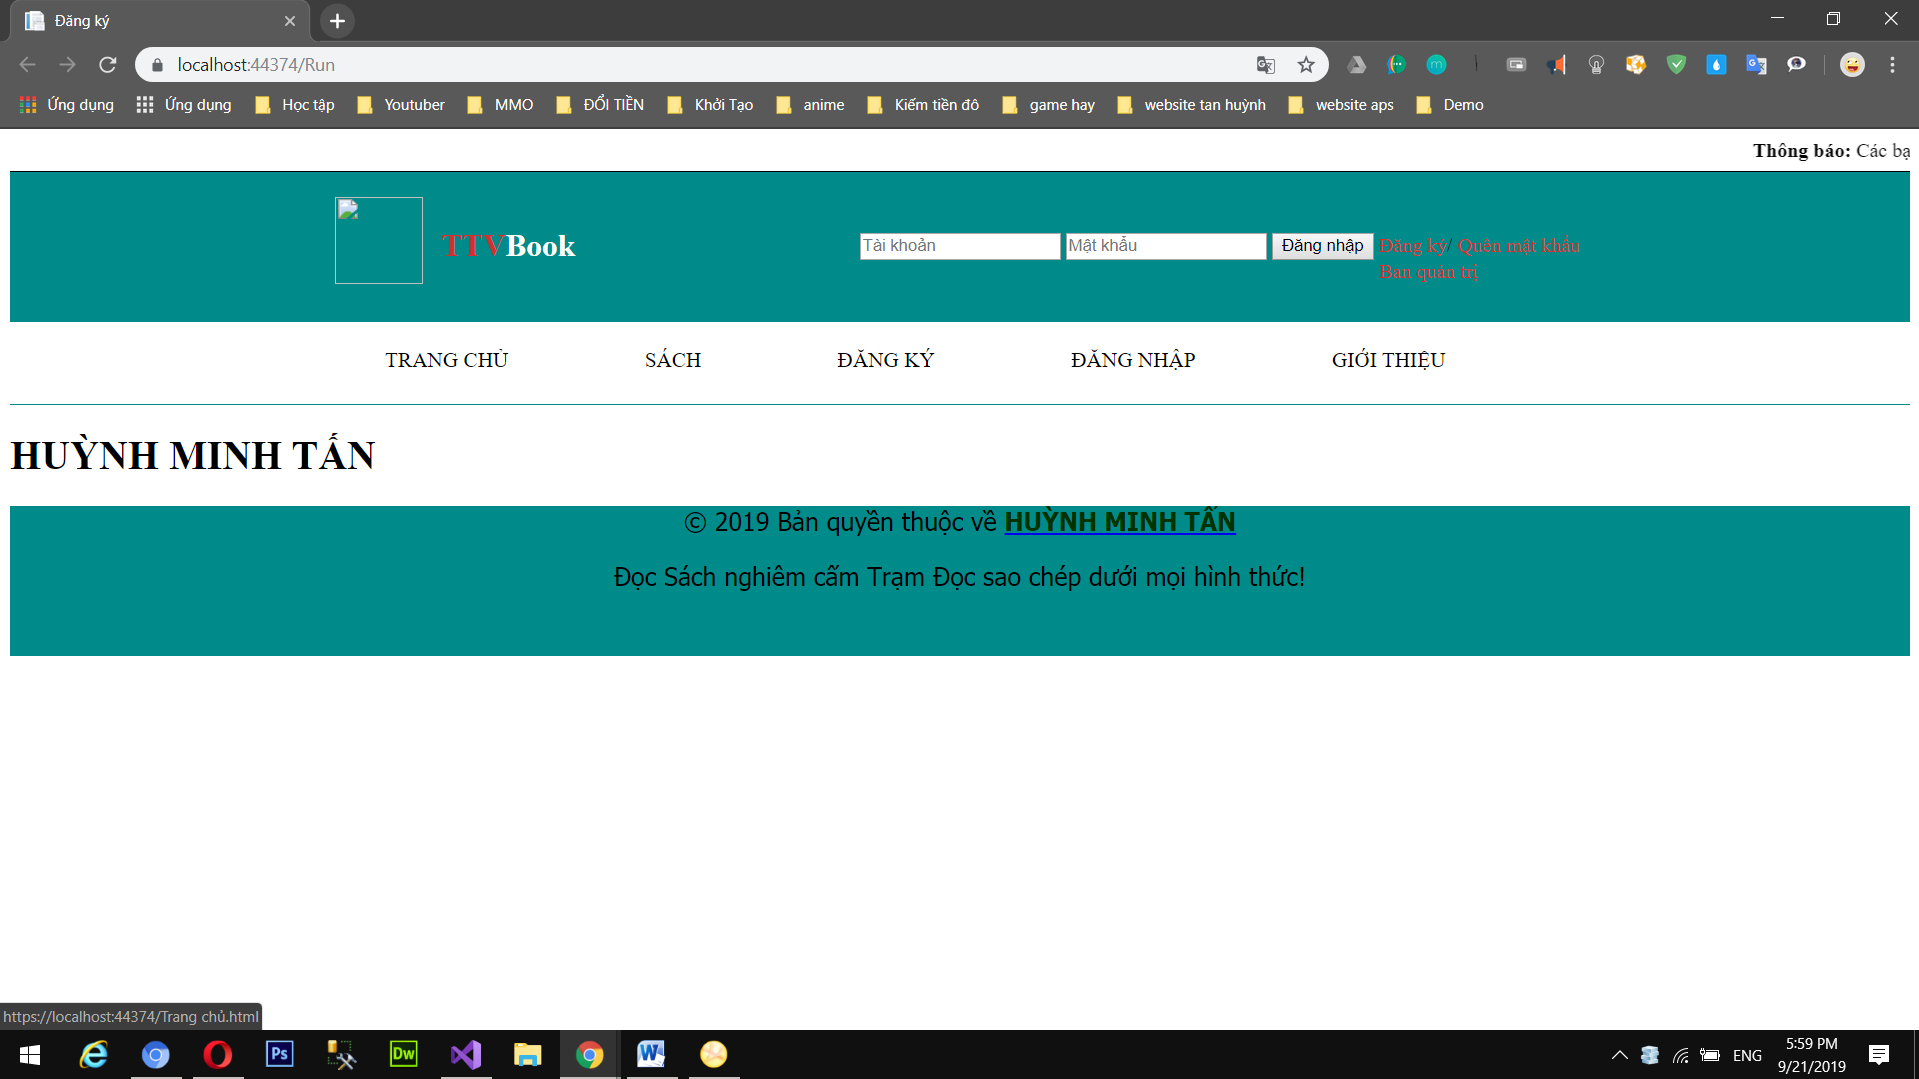 Đăng ký
localhost:44374/Run
Ứng dụng Ứng dụng Học tập Youtuber MMO ĐỔI TIỀN Khởi Tạo anime Kiếm tiền đô game hay website tan huỳnh website aps Demo
Thông báo: Các bạ
TTVBook
Tài khoản Mật khẩu Đăng nhập Đăng ký/ Quên mật khẩu
Ban quản trị
TRANG CHỦ SÁCH ĐĂNG KÝ ĐĂNG NHẬP GIỚI THIỆU
HUỲNH MINH TẤN
© 2019 Bản quyền thuộc về HUỲNH MINH TẤN
Đọc Sách nghiêm cấm Trạm Đọc sao chép dưới mọi hình thức!
https://localhost:44374/Trang chủ.html
Ps
Dw
W
ENG
5:59 PM
9/21/2019